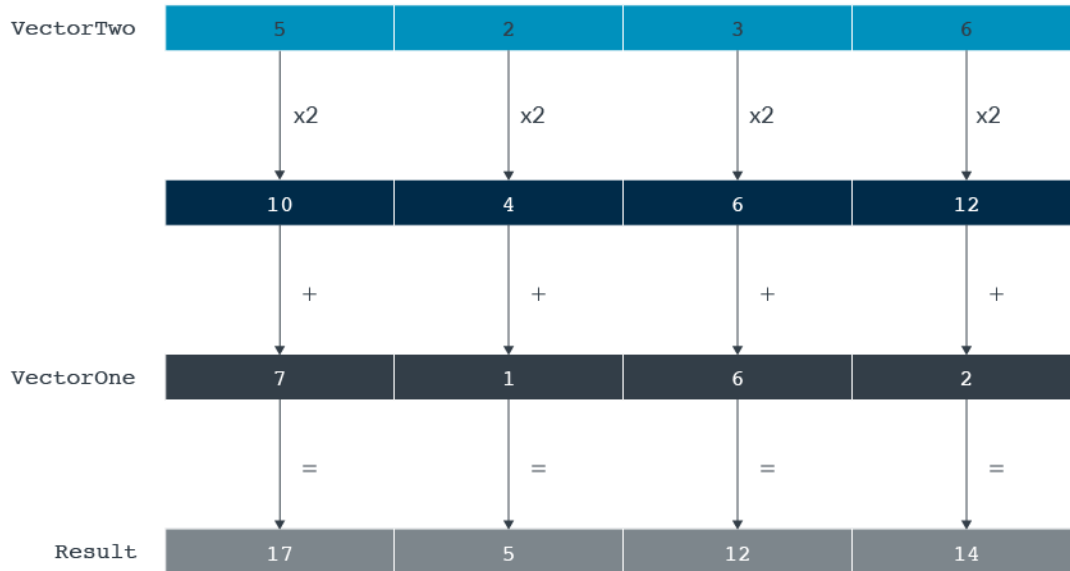 VectorTwo 5 2 3 6
x2 x2 x2 x2
10 4 6 12
+ + + +
VectorOne 7 1 6 2
= = = =
Result 17 5 12 14